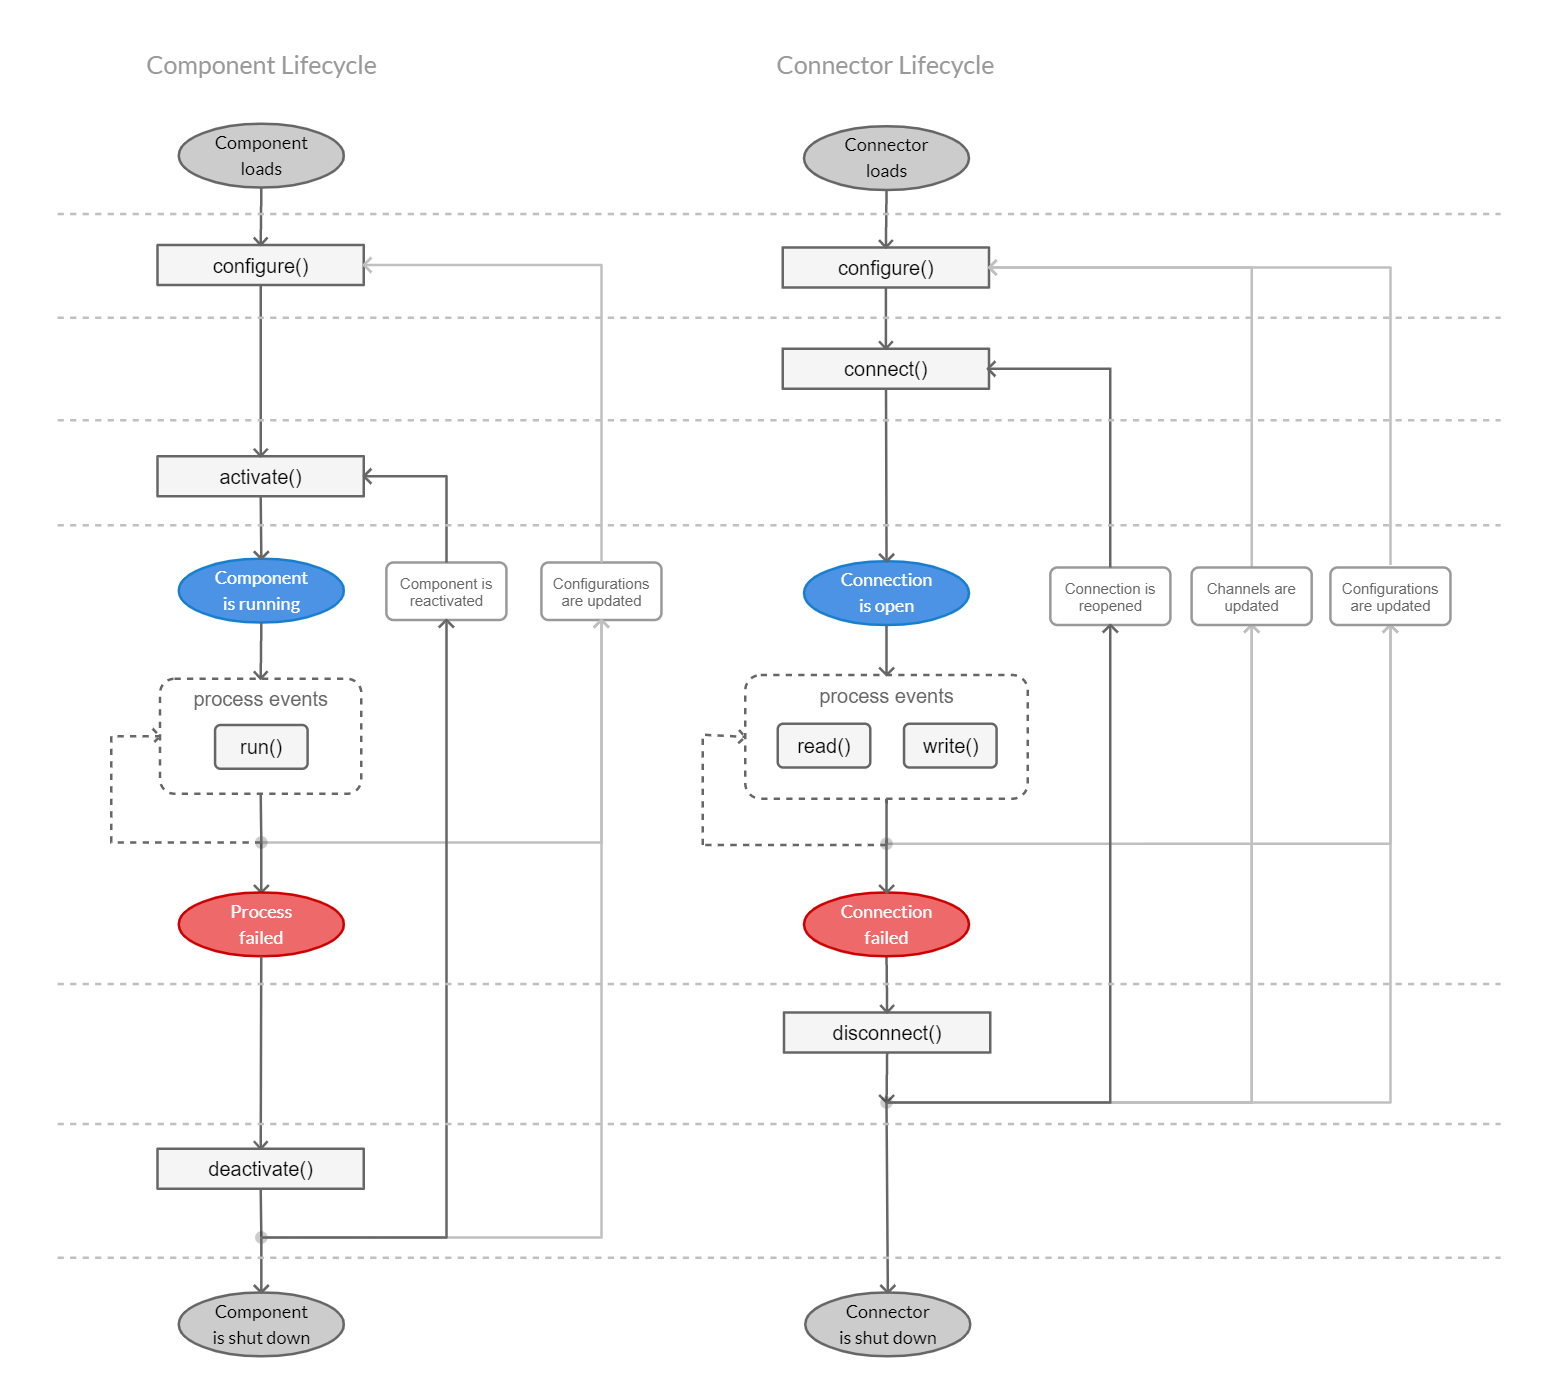 Component Lifecycle
Connector Lifecycle
Component
loads
Connector
loads
configure()
configure()
connect()
activate()
Component
is running
Component is
reactivated
Configurations
are updated
Connection
is open
Connection is
reopened
Channels are
updated
Configurations
are updated
process events
run()
process events
read()
write()
Process
failed
Connection
failed
disconnect()
deactivate()
Component
is shut down
Connector
is shut down